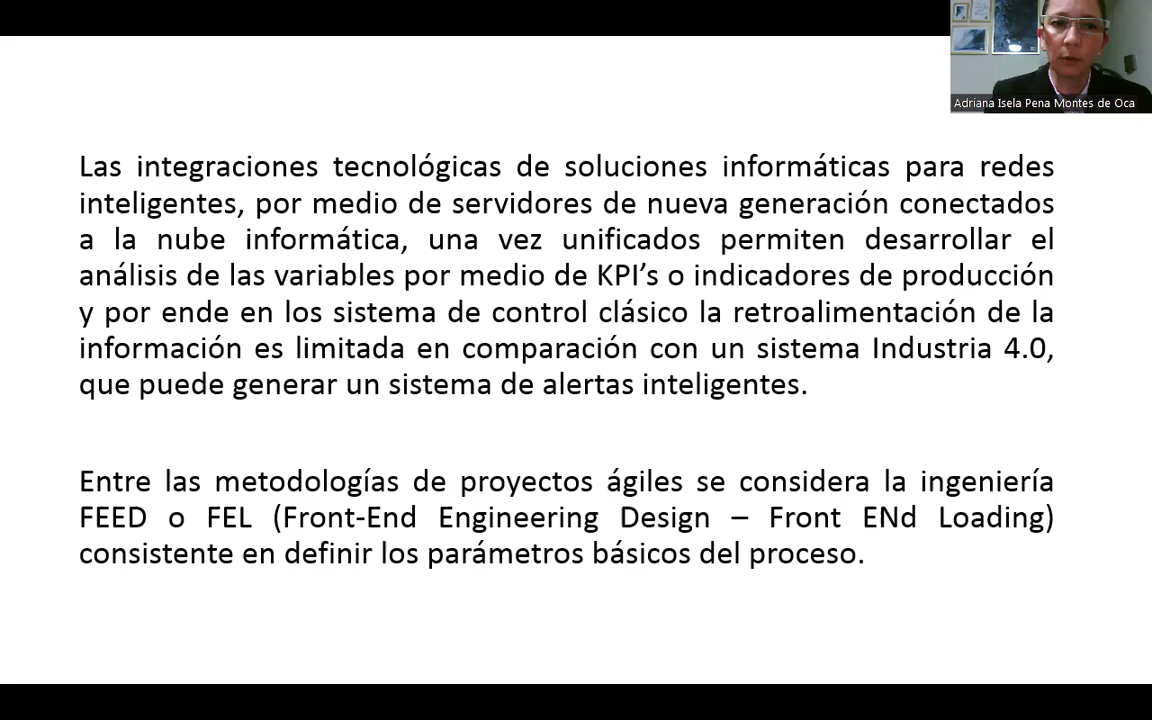 Adriana Isela Pena Montes de Oca
Las integraciones tecnológicas de soluciones informáticas para redes
inteligentes, por medio de servidores de nueva generación conectados
a la nube informática, una vez unificados permiten desarrollar el
análisis de las variables por medio de KPI’s o indicadores de producción
y por ende en los sistema de control clásico la retroalimentación de la
información es limitada en comparación con un sistema Industria 4.0,
que puede generar un sistema de alertas inteligentes.
Entre las metodologías de proyectos ágiles se considera la ingeniería
FEED o FEL (Front-End Engineering Design – Front ENd Loading)
consistente en definir los parámetros básicos del proceso.